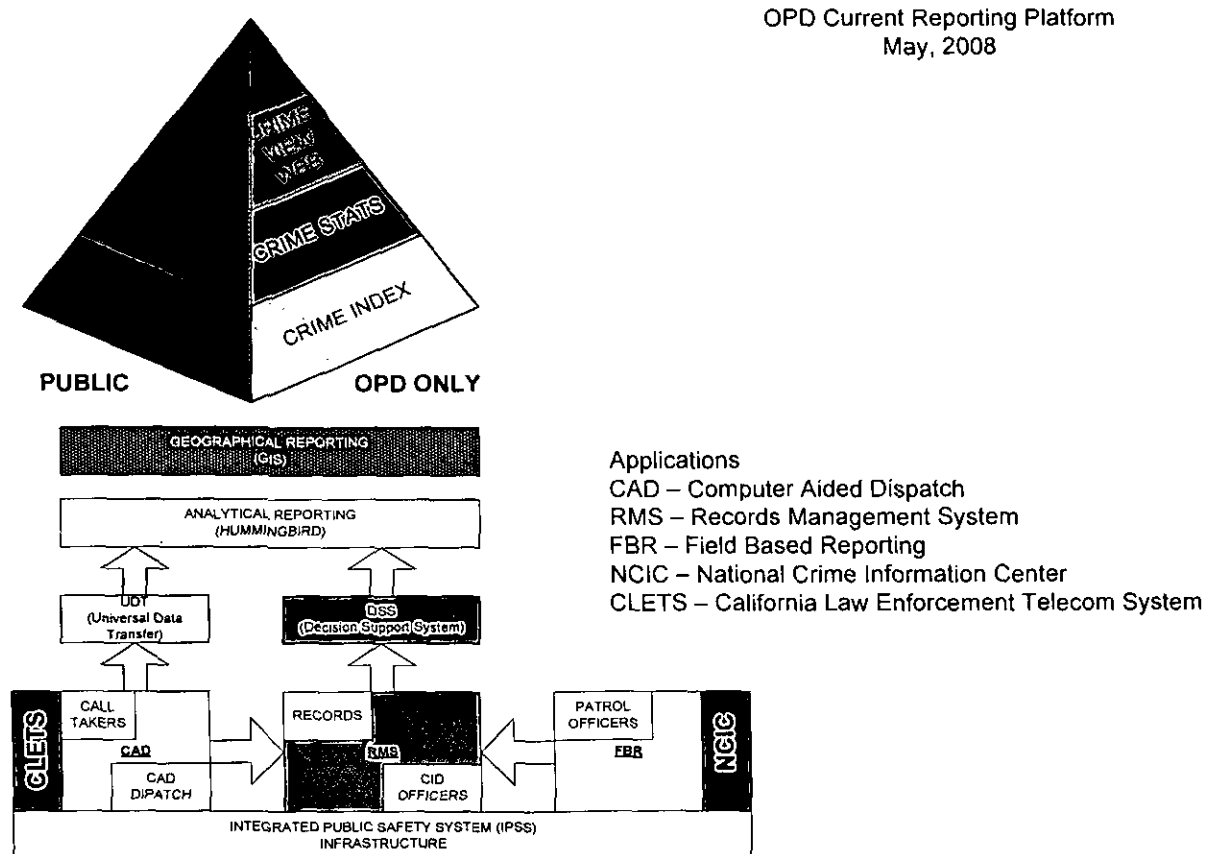 OPD Current Reporting Platform
May, 2008
CRIME
VIEW
WEB
CRIME STATS
CRIME INDEX
PUBLIC
OPD ONLY
GEOGRAPHICAL REPORTING
(GIS)
ANALYTICAL REPORTING
(HUMMINGBIRD)
UDT
(Universal Data
Transfer)
DSS
(Decision Support System)
Applications
CAD – Computer Aided Dispatch
RMS – Records Management System
FBR – Field Based Reporting
NCIC – National Crime Information Center
CLETS – California Law Enforcement Telecom System
CLETS
CALL
TAKERS
CAD
CAD
DIPATCH
RECORDS
RMS
CID
OFFICERS
PATROL
OFFICERS
FBR
NCIC
INTEGRATED PUBLIC SAFETY SYSTEM (IPSS)
INFRASTRUCTURE